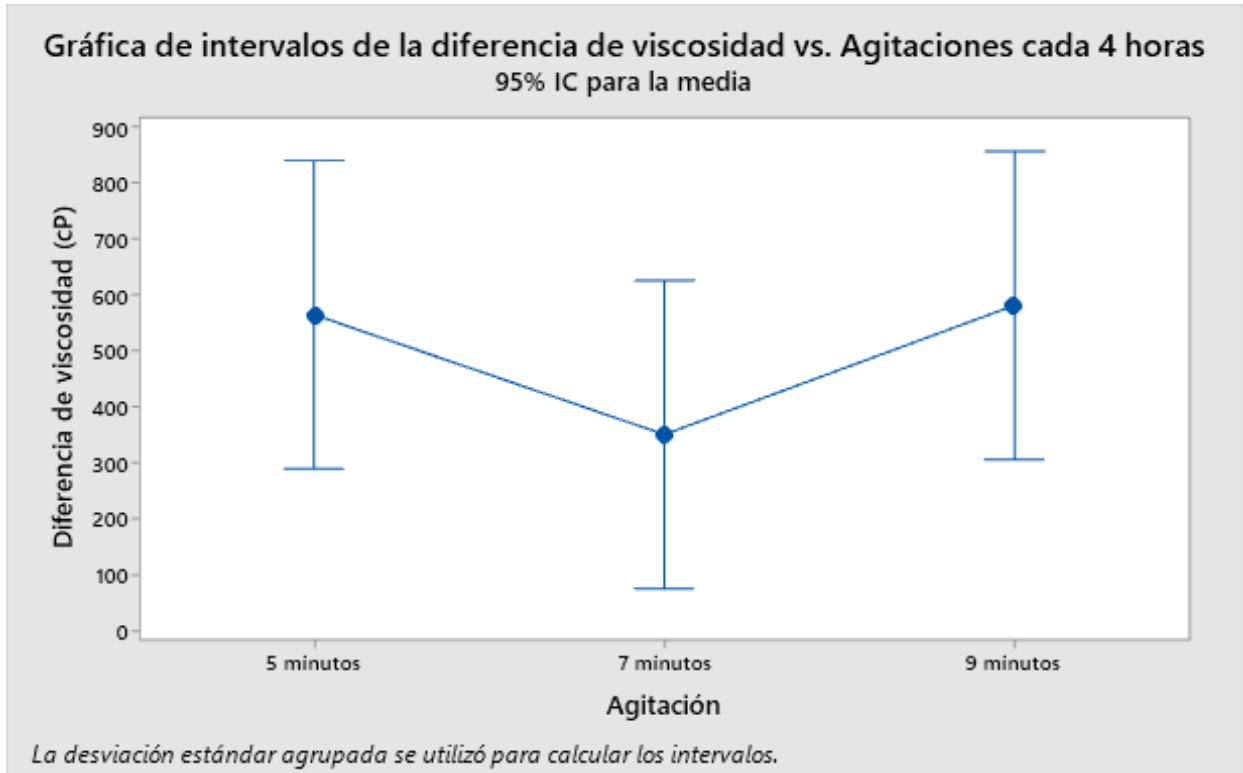 Gráfica de intervalos de la diferencia de viscosidad vs. Agitaciones cada 4 horas
95% IC para la media
Diferencia de viscosidad (cP)
900
800
700
600
500
400
300
200
100
0
5 minutos 7 minutos 9 minutos
Agitación
La desviación estándar agrupada se utilizó para calcular los intervalos.